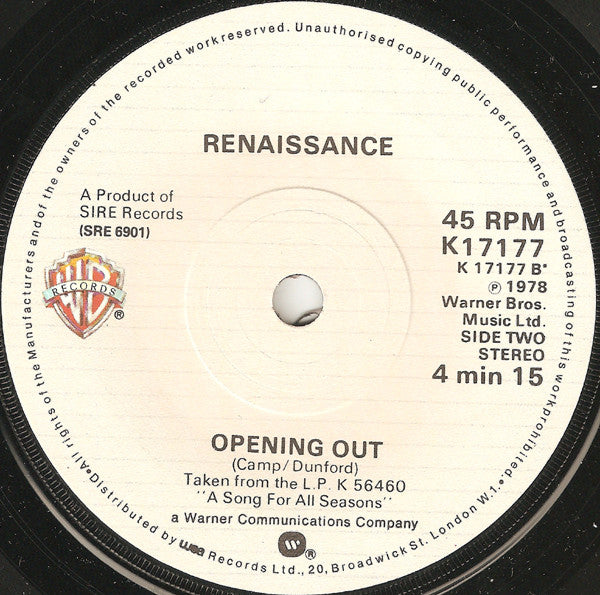 All rights of the Manufacturers and of the owners of the recorded work reserved. Unauthorised copying public performance and broadcasting of this work prohibited.
RENAISSANCE
A Product of
SIRE Records
(SRE 6901)
WB
RECORDS
®
45 RPM
K17177
K 17177 B*
℗ 1978
Warner Bros.
Music Ltd.
SIDE TWO
STEREO
4 min 15
OPENING OUT
(Camp/Dunford)
Taken from the L.P. K 56460
"A Song For All Seasons"
a Warner Communications Company
®
•Distributed by wea Records Ltd., 20, Broadwick St. London W1.•